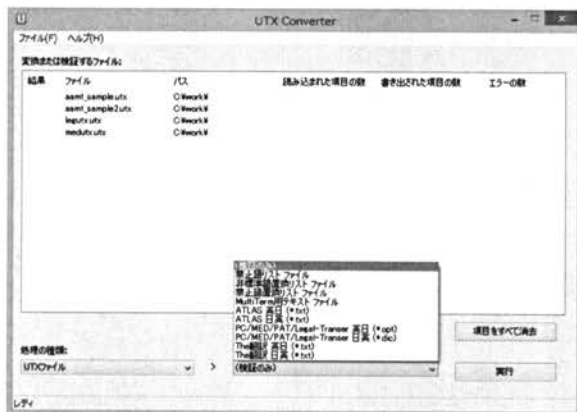 UTX Converter
ファイル(F) ヘルプ(H)
変換または検証するファイル:
結果 ファイル パス 読み込まれた項目の数 書き出された項目の数 エラーの数
aamt_sample.utx C:¥work¥
aamt_sample2.utx C:¥work¥
legutx.utx C:¥work¥
medutx.utx C:¥work¥
禁止語リスト ファイル
非標準語置換リスト ファイル
禁止語置換リスト ファイル
MultiTerm用テキスト ファイル
ATLAS 英日 (*.txt)
ATLAS 日英 (*.txt)
PC/MED/PAT/Legal-Transer 英日 (*.opt)
PC/MED/PAT/Legal-Transer 日英 (*.dic)
The翻訳 英日 (*.txt)
The翻訳 日英 (*.txt)
項目をすべて消去
処理の種類:
UTXファイル > (検証のみ) 実行
レディ